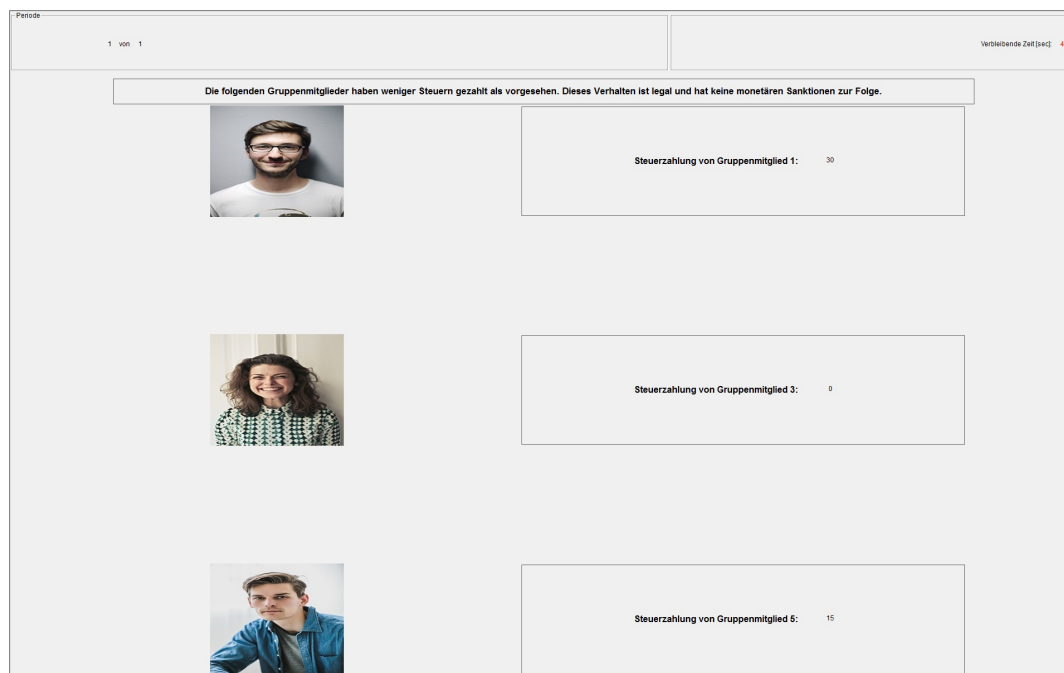 Periode
1 von 1
Verbleibende Zeit [sec]: 4
Die folgenden Gruppenmitglieder haben weniger Steuern gezahlt als vorgesehen. Dieses Verhalten ist legal und hat keine monetären Sanktionen zur Folge.
Steuerzahlung von Gruppenmitglied 1: 30
Steuerzahlung von Gruppenmitglied 3: 0
Steuerzahlung von Gruppenmitglied 5: 15